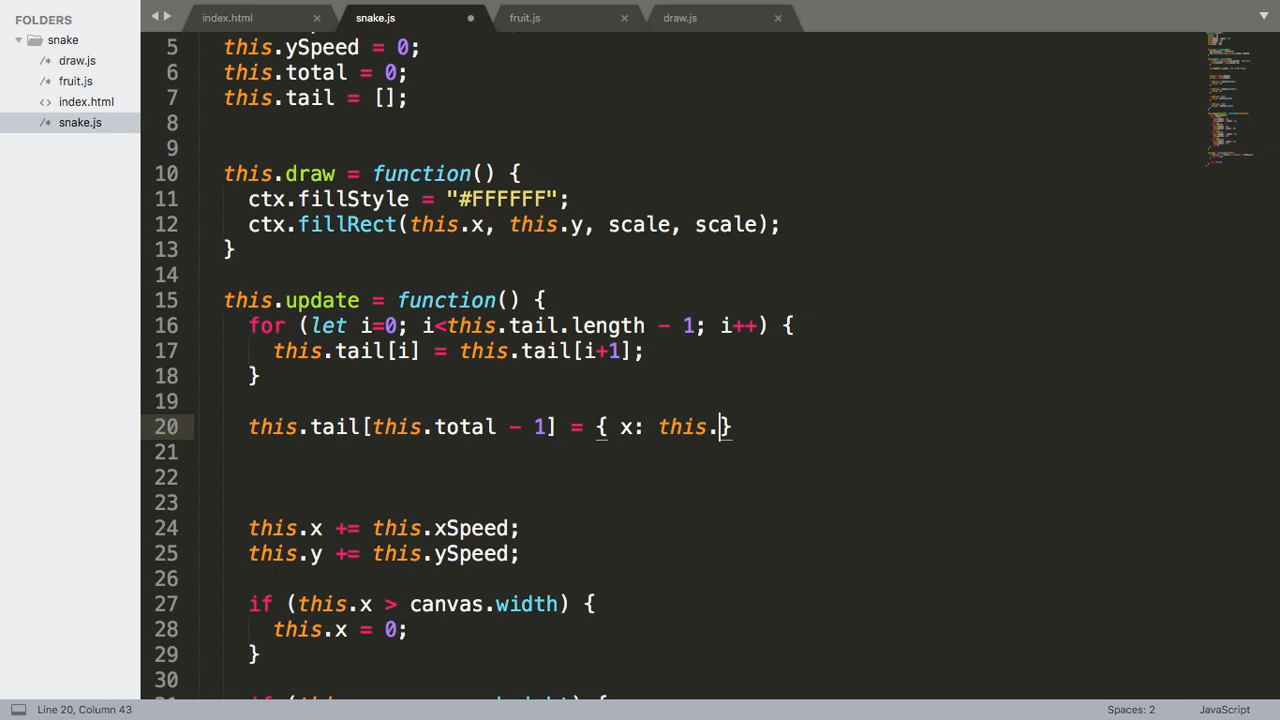 FOLDERS
snake
/* draw.js
/* fruit.js
<> index.html
/* snake.js
index.html ×
snake.js
fruit.js ×
draw.js ×
5 this.ySpeed = 0;
6 this.total = 0;
7 this.tail = [];
8
9
10 this.draw = function() {
11 ctx.fillStyle = "#FFFFFF";
12 ctx.fillRect(this.x, this.y, scale, scale);
13 }
14
15 this.update = function() {
16 for (let i=0; i<this.tail.length - 1; i++) {
17 this.tail[i] = this.tail[i+1];
18 }
19
20 this.tail[this.total - 1] = { x: this.}
21
22
23
24 this.x += this.xSpeed;
25 this.y += this.ySpeed;
26
27 if (this.x > canvas.width) {
28 this.x = 0;
29 }
30
Line 20, Column 43
Spaces: 2
JavaScript